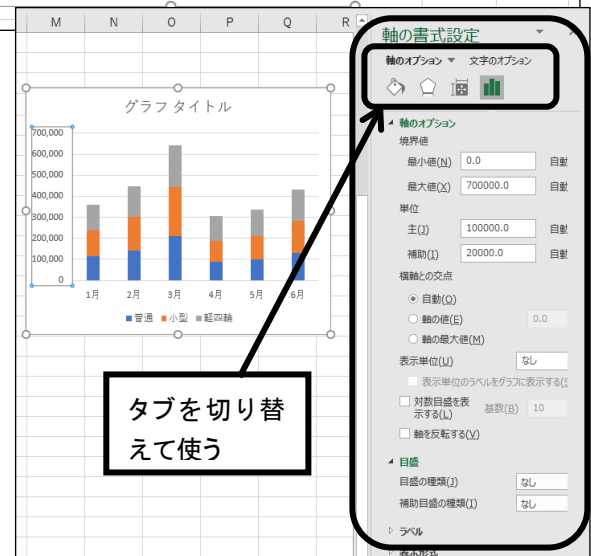 M N O P Q R
グラフ タイトル
700,000
600,000
500,000
400,000
300,000
200,000
100,000
0
1月 2月 3月 4月 5月 6月
■普通 ■小型 ■軽四輪
タブを切り替
えて使う
軸の書式設定
軸のオプション 文字のオプション
軸のオプション
境界値
最小値(N) 0.0 自動
最大値(X) 700000.0 自動
単位
主(J) 100000.0 自動
補助(I) 20000.0 自動
横軸との交点
自動(O)
軸の値(E) 0.0
軸の最大値(M)
表示単位(U) なし
表示単位のラベルをグラフに表示する(S
対数目盛を表
示する(L) 基数(B) 10
軸を反転する(V)
目盛
目盛の種類(J) なし
補助目盛の種類(I) なし
ラベル
表示形式